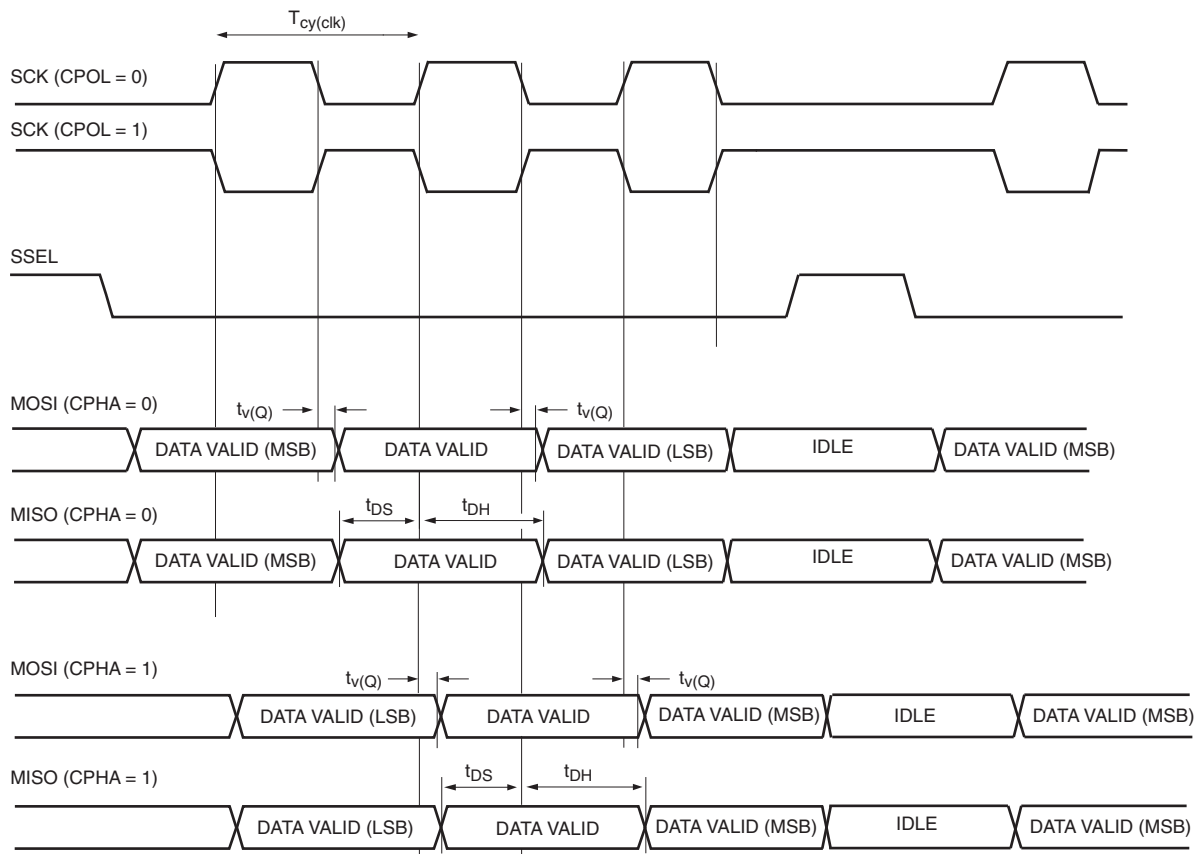 Tcy(clk)
SCK (CPOL = 0)
SCK (CPOL = 1)
SSEL
MOSI (CPHA = 0)
tv(Q) tv(Q)
DATA VALID (MSB) DATA VALID DATA VALID (LSB) IDLE DATA VALID (MSB)
tDS tDH
MISO (CPHA = 0)
DATA VALID (MSB) DATA VALID DATA VALID (LSB) IDLE DATA VALID (MSB)
MOSI (CPHA = 1)
tv(Q) tv(Q)
DATA VALID (LSB) DATA VALID DATA VALID (MSB) IDLE DATA VALID (MSB)
tDS tDH
MISO (CPHA = 1)
DATA VALID (LSB) DATA VALID DATA VALID (MSB) IDLE DATA VALID (MSB)